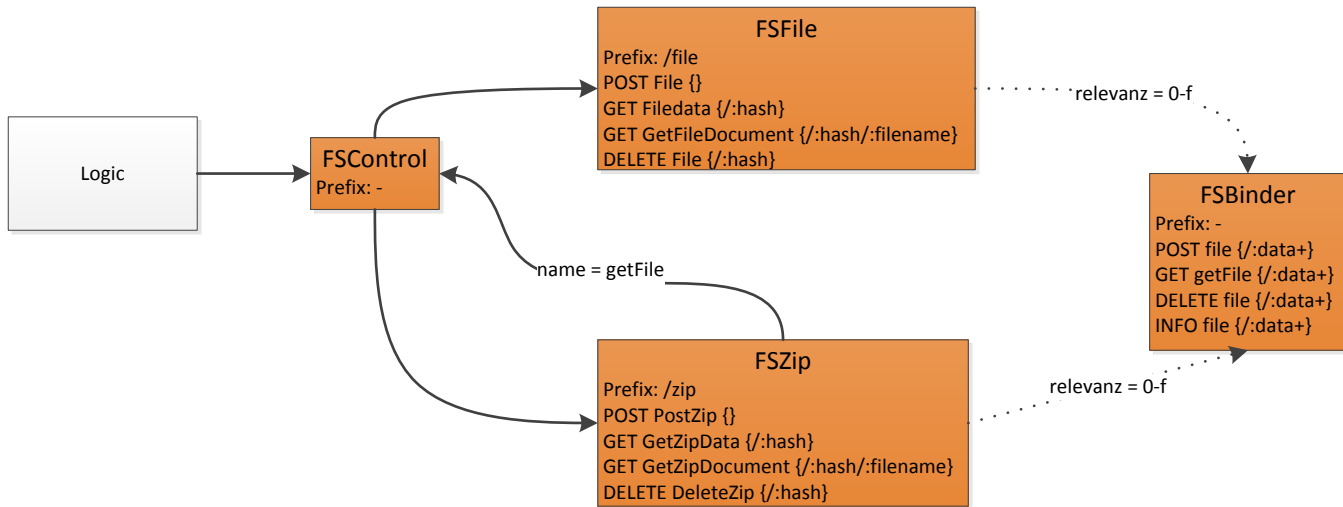 Logic
FSControl
Prefix: -
FSFile
Prefix: /file
POST File {}
GET Filedata {/:hash}
GET GetFileDocument {/:hash/:filename}
DELETE File {/:hash}
relevanz = 0-f
FSBinder
Prefix: -
POST file {/:data+}
GET getFile {/:data+}
DELETE file {/:data+}
INFO file {/:data+}
name = getFile
FSZip
Prefix: /zip
POST PostZip {}
GET GetZipData {/:hash}
GET GetZipDocument {/:hash/:filename}
DELETE DeleteZip {/:hash}
relevanz = 0-f